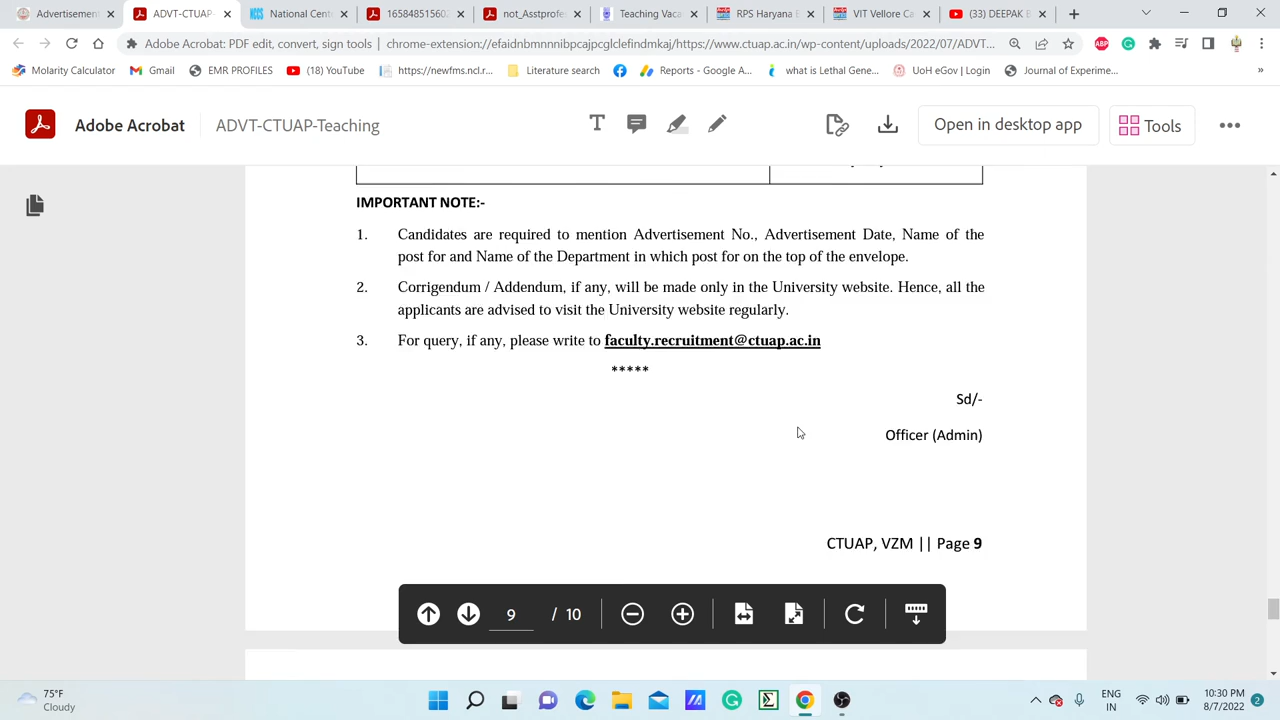 Advertisement
ADVT-CTUAP-
National Cent
16584851560
not Asstprofe
Teaching Vaca
RPS Haryana E
VIT Vellore Ca
(33) DEEPAK B
Adobe Acrobat: PDF edit, convert, sign tools | chrome-extension://efaidnbmnnnibpcajpcglclefindmkaj/https://www.ctuap.ac.in/wp-content/uploads/2022/07/ADVT...
Molarity Calculator
Gmail
EMR PROFILES
(18) YouTube
https://newfms.ncl.r...
Literature search
Reports - Google A...
what is Lethal Gene...
UoH eGov | Login
Journal of Experime...
»
Adobe Acrobat
ADVT-CTUAP-Teaching
Open in desktop app
Tools
IMPORTANT NOTE:-
1. Candidates are required to mention Advertisement No., Advertisement Date, Name of the
post for and Name of the Department in which post for on the top of the envelope.
2. Corrigendum / Addendum, if any, will be made only in the University website. Hence, all the
applicants are advised to visit the University website regularly.
3. For query, if any, please write to faculty.recruitment@ctuap.ac.in
*****
Sd/-
Officer (Admin)
CTUAP, VZM || Page 9
9 / 10
75°F
Cloudy
ENG
IN
10:30 PM
8/7/2022
2